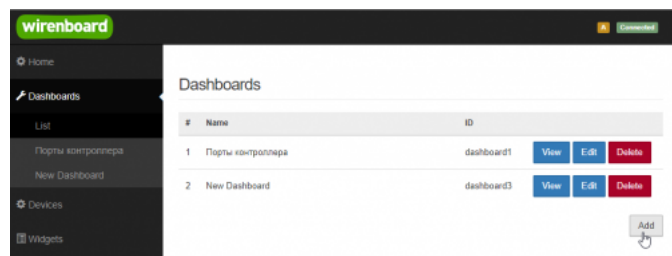 wirenboard
A Connected
Home
Dashboards
List
Порты контроллера
New Dashboard
Devices
Widgets
Dashboards
# Name ID
1 Порты контроллера dashboard1 View Edit Delete
2 New Dashboard dashboard3 View Edit Delete
Add